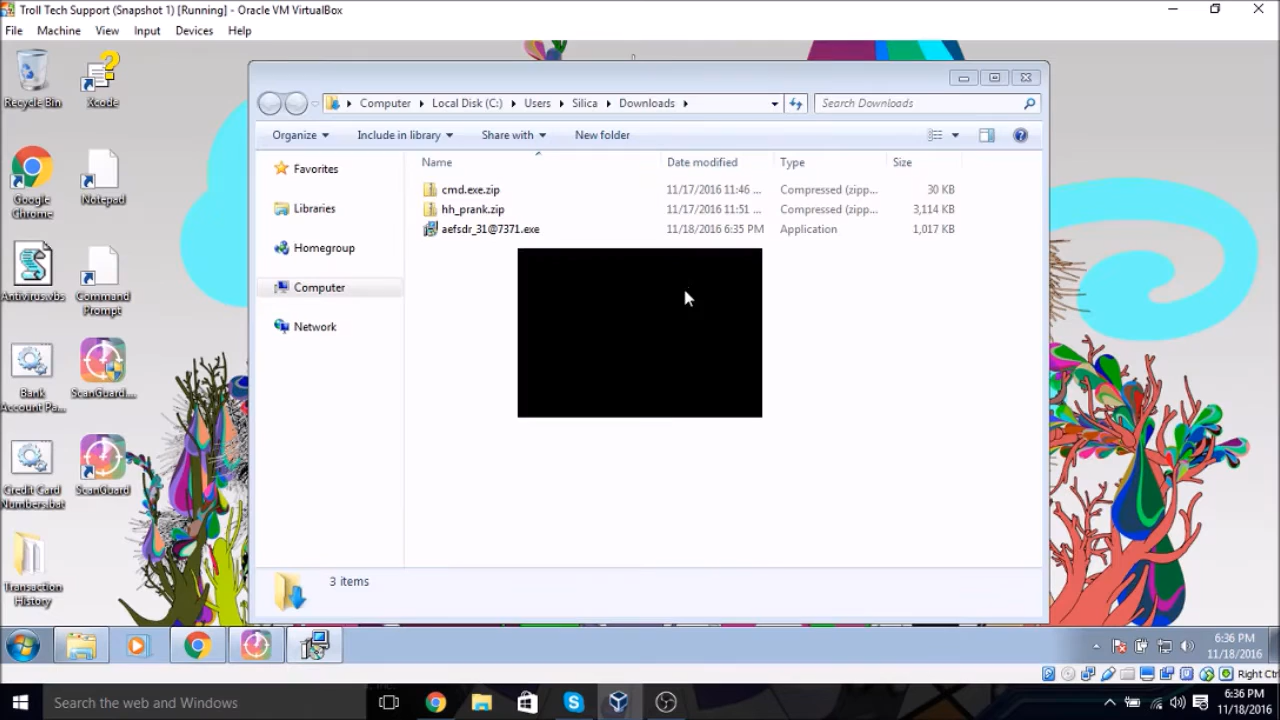 Troll Tech Support (Snapshot 1) [Running] - Oracle VM VirtualBox
File Machine View Input Devices Help
Recycle Bin
Xcode
Google Chrome
Notepad
Antivirus.vbs
Command Prompt
Bank Account Pa...
ScanGuard....
Credit Card Numbers.bat
ScanGuard
Transaction History
Computer Local Disk (C:) Users Silica Downloads
Search Downloads
Organize Include in library Share with New folder
Favorites
Libraries
Homegroup
Computer
Network
Name Date modified Type Size
cmd.exe.zip 11/17/2016 11:46 ... Compressed (zipp... 30 KB
hh_prank.zip 11/17/2016 11:51 ... Compressed (zipp... 3,114 KB
aefsdr_31@7371.exe 11/18/2016 6:35 PM Application 1,017 KB
3 items
6:36 PM
11/18/2016
Right Ctrl
Search the web and Windows
6:36 PM
11/18/2016